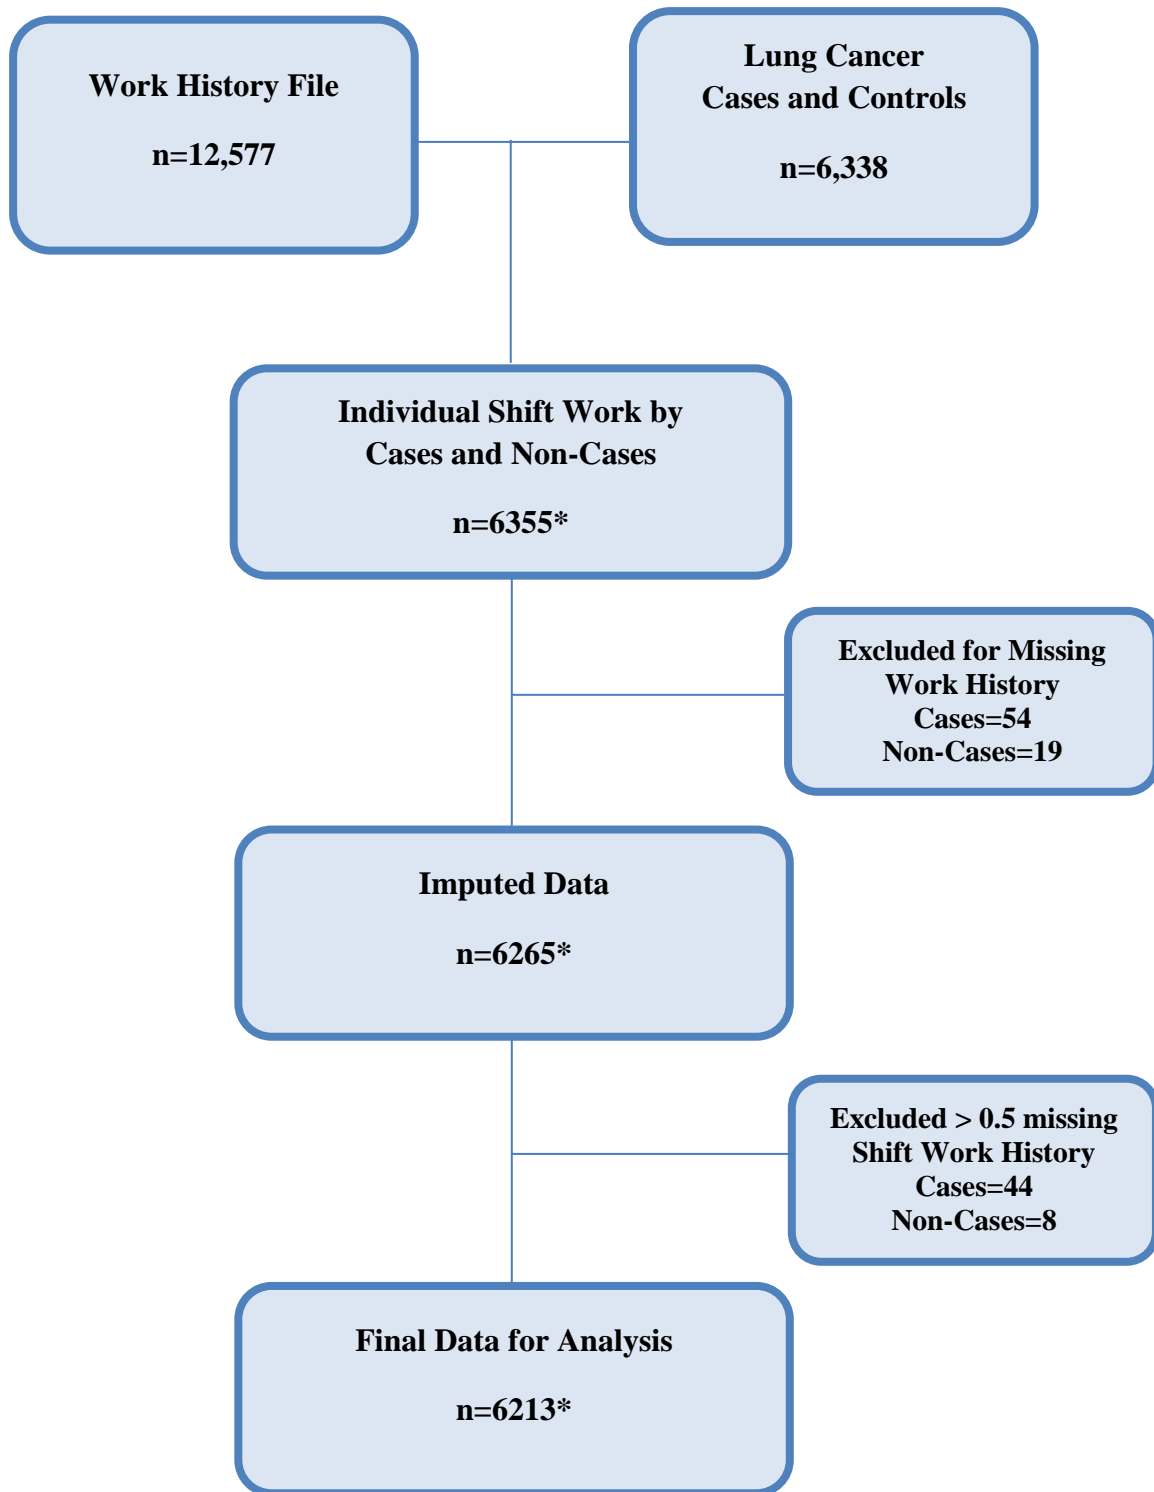 Work History File
n=12,577
Lung Cancer
Cases and Controls
n=6,338
Individual Shift Work by
Cases and Non-Cases
n=6355*
Excluded for Missing
Work History
Cases=54
Non-Cases=19
Imputed Data
n=6265*
Excluded > 0.5 missing
Shift Work History
Cases=44
Non-Cases=8
Final Data for Analysis
n=6213*